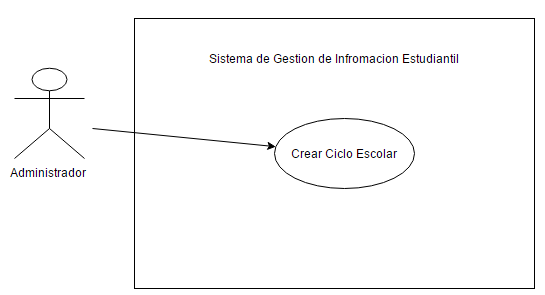 Sistema de Gestion de Infromacion Estudiantil
Crear Ciclo Escolar
Administrador